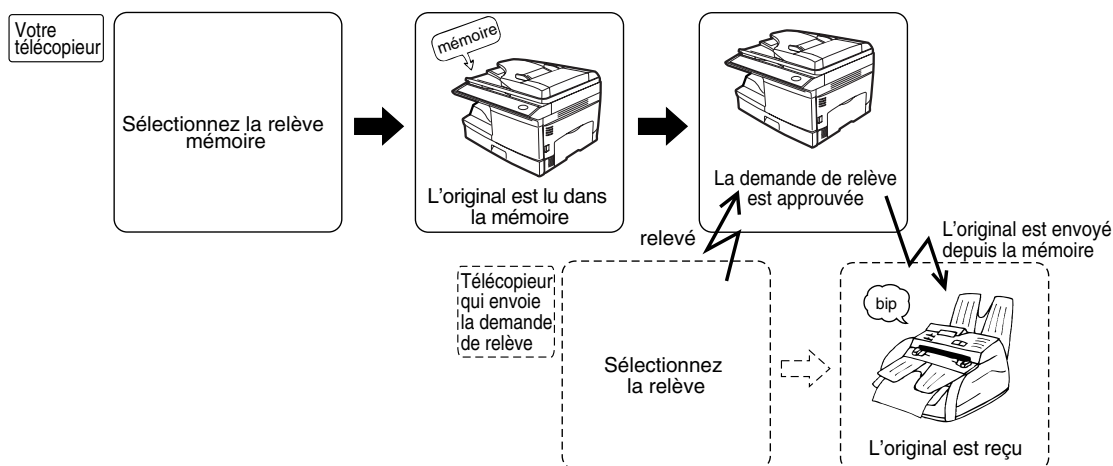 Votre
télécopieur
Sélectionnez la relève
mémoire
mémoire
L'original est lu dans
la mémoire
La demande de relève
est approuvée
relevé
L'original est envoyé
depuis la mémoire
Télécopieur
qui envoie
la demande
de relève
Sélectionnez
la relève
bip
L'original est reçu